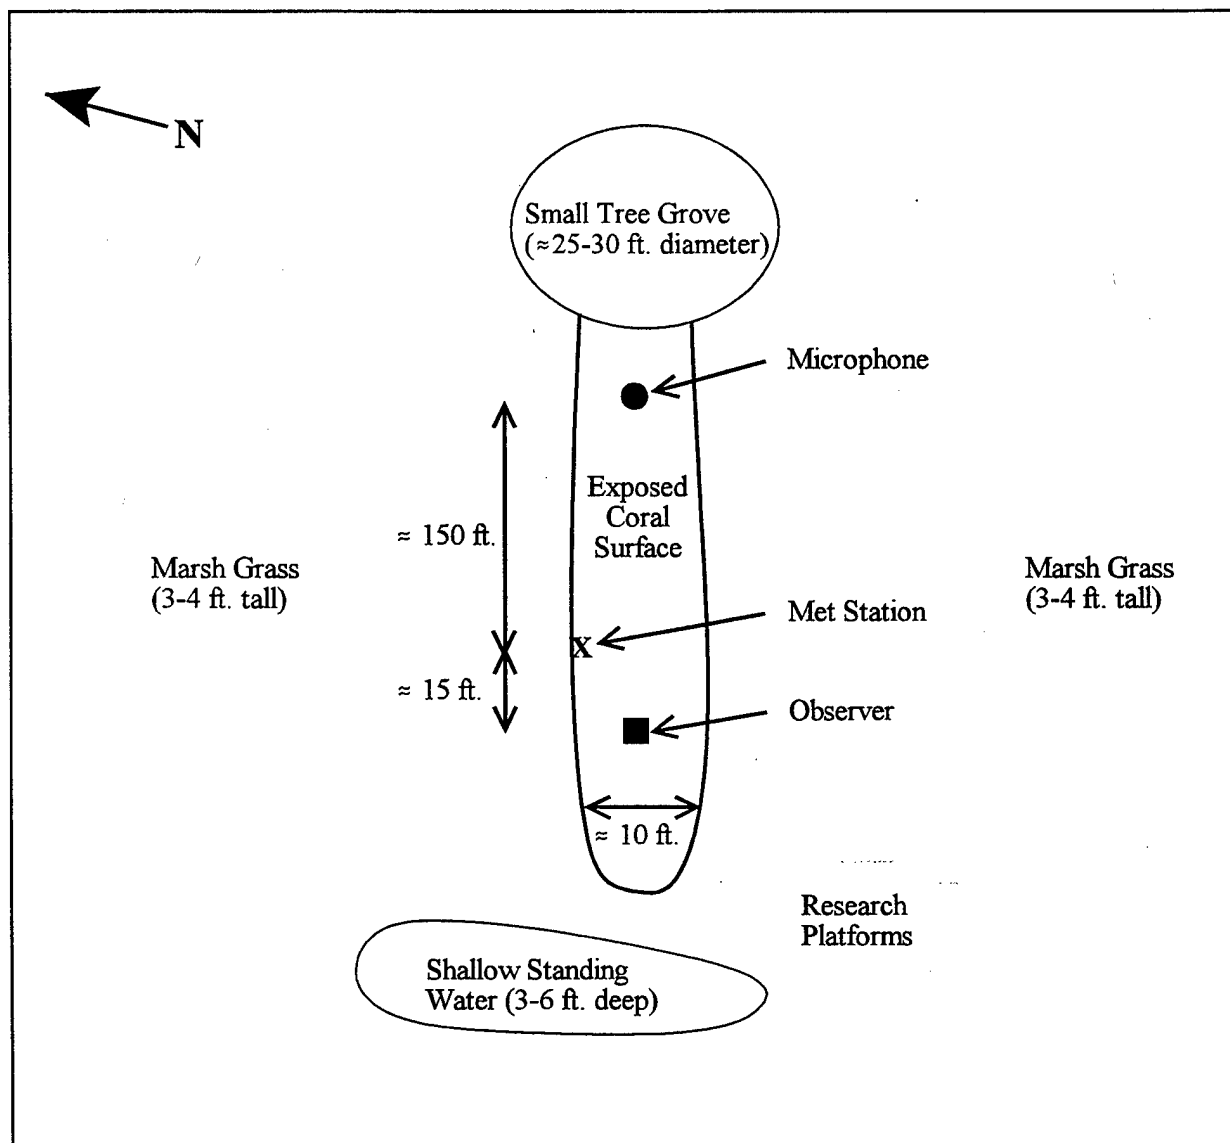 N
Small Tree Grove
(≈25-30 ft. diameter)
Microphone
Exposed
Coral
Surface
≈ 150 ft.
Marsh Grass
(3-4 ft. tall)
Marsh Grass
(3-4 ft. tall)
Met Station
X
≈ 15 ft.
Observer
≈ 10 ft.
Research
Platforms
Shallow Standing
Water (3-6 ft. deep)